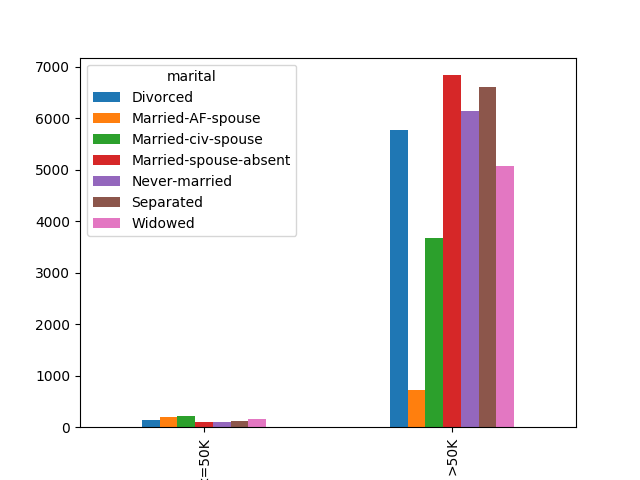 7000
6000
5000
4000
3000
2000
1000
0
marital
Divorced
Married-AF-spouse
Married-civ-spouse
Married-spouse-absent
Never-married
Separated
Widowed
=50K
>50K